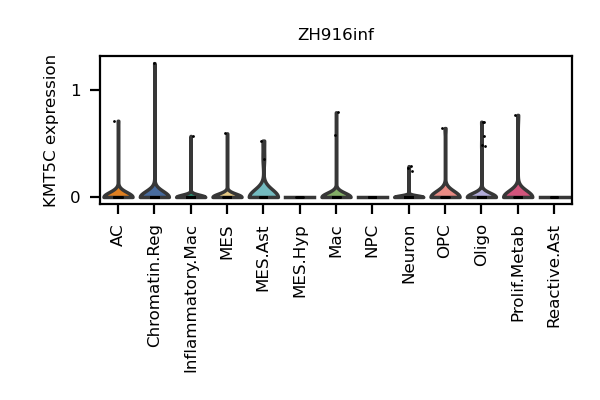 ZH916inf
KMT5C expression
1
0
AC
Chromatin.Reg
Inflammatory.Mac
MES
MES.Ast
MES.Hyp
Mac
NPC
Neuron
OPC
Oligo
Prolif.Metab
Reactive.Ast